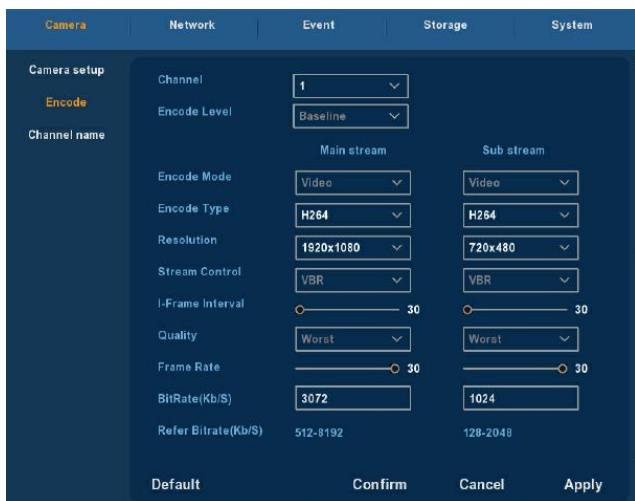 Camera Network Event Storage System
Camera setup
Encode
Channel name
Channel 1
Encode Level Baseline
Main stream Sub stream
Encode Mode Video Video
Encode Type H264 H264
Resolution 1920x1080 720x480
Stream Control VBR VBR
I-Frame Interval 30 30
Quality Worst Worst
Frame Rate 30 30
BitRate(Kb/S) 3072 1024
Refer Bitrate(Kb/S) 512-8192 128-2048
Default Confirm Cancel Apply